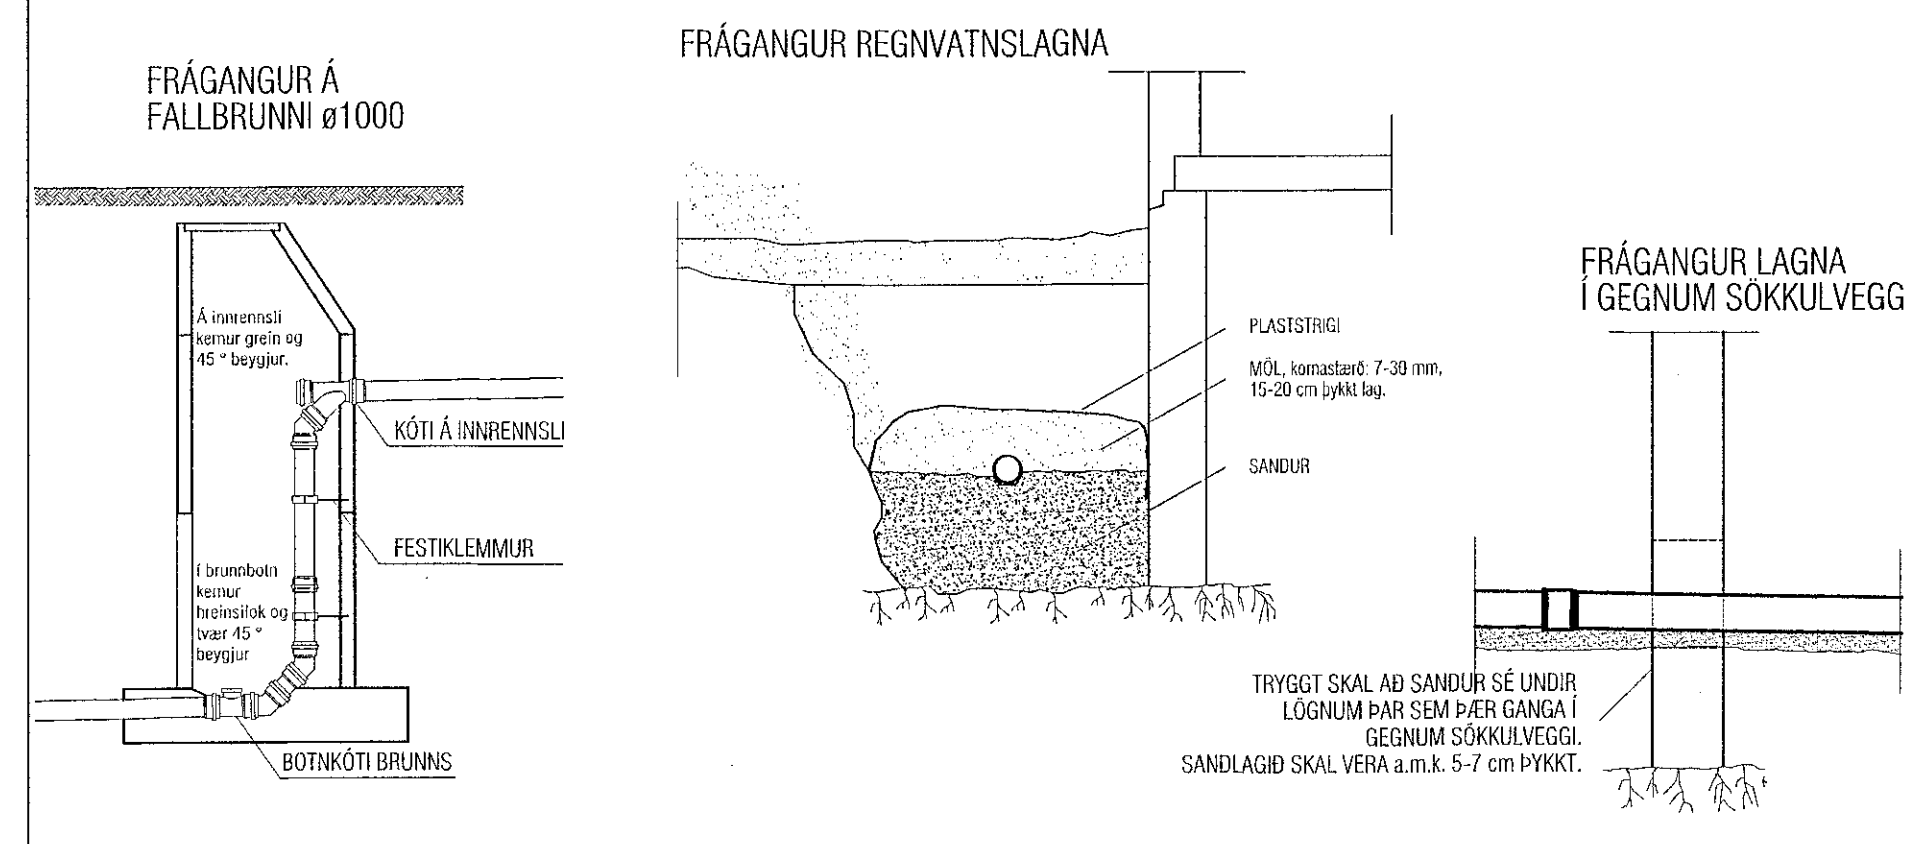 FRÁGANGUR Á
FALLBRUNNI ø1000
Á innrennsli
kemur grein og
45 ° beygjur.
KÓTI Á INNRENNSLI
FESTIKLEMMUR
Í brunnbotn
kemur
hreinsilok og
tvær 45 °
beygjur
BOTNKÓTI BRUNNS
FRÁGANGUR REGNVATNSLAGNA
PLASTSTRIGI
MÖL, kornastærð: 7-30 mm,
15-20 cm þykkt lag.
SANDUR
FRÁGANGUR LAGNA
Í GEGNUM SÖKKULVEGG
TRYGGT SKAL AÐ SANDUR SÉ UNDIR
LÖGNUM ÞAR SEM ÞÆR GANGA Í
GEGNUM SÖKKULVEGGI.
SANDLAGIÐ SKAL VERA a.m.k. 5-7 cm ÞYKKT.